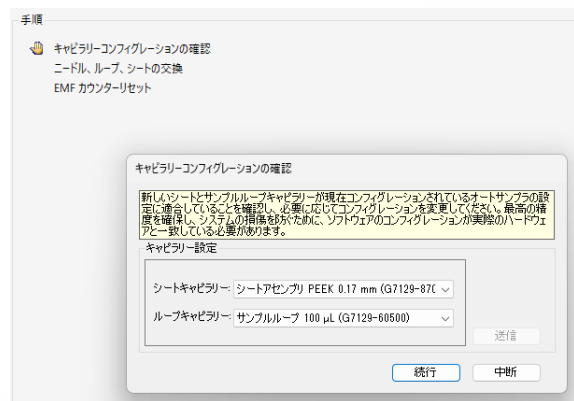 手順
キャピラリーコンフィグレーションの確認
ニードル、ループ、シートの交換
EMF カウンターリセット
キャピラリーコンフィグレーションの確認
新しいシートとサンプルループキャピラリーが現在コンフィグレーションされているオートサンプラの設
定に適合していることを確認し、必要に応じてコンフィグレーションを変更してください。最高の精
度を確保し、システムの損傷を防ぐために、ソフトウェアのコンフィグレーションが実際のハードウェ
アと一致している必要があります。
キャピラリー設定
シートキャピラリー: シートアセンブリ PEEK 0.17 mm (G7129-870
ループキャピラリー: サンプルループ 100 µL (G7129-60500)
送信
続行 中断